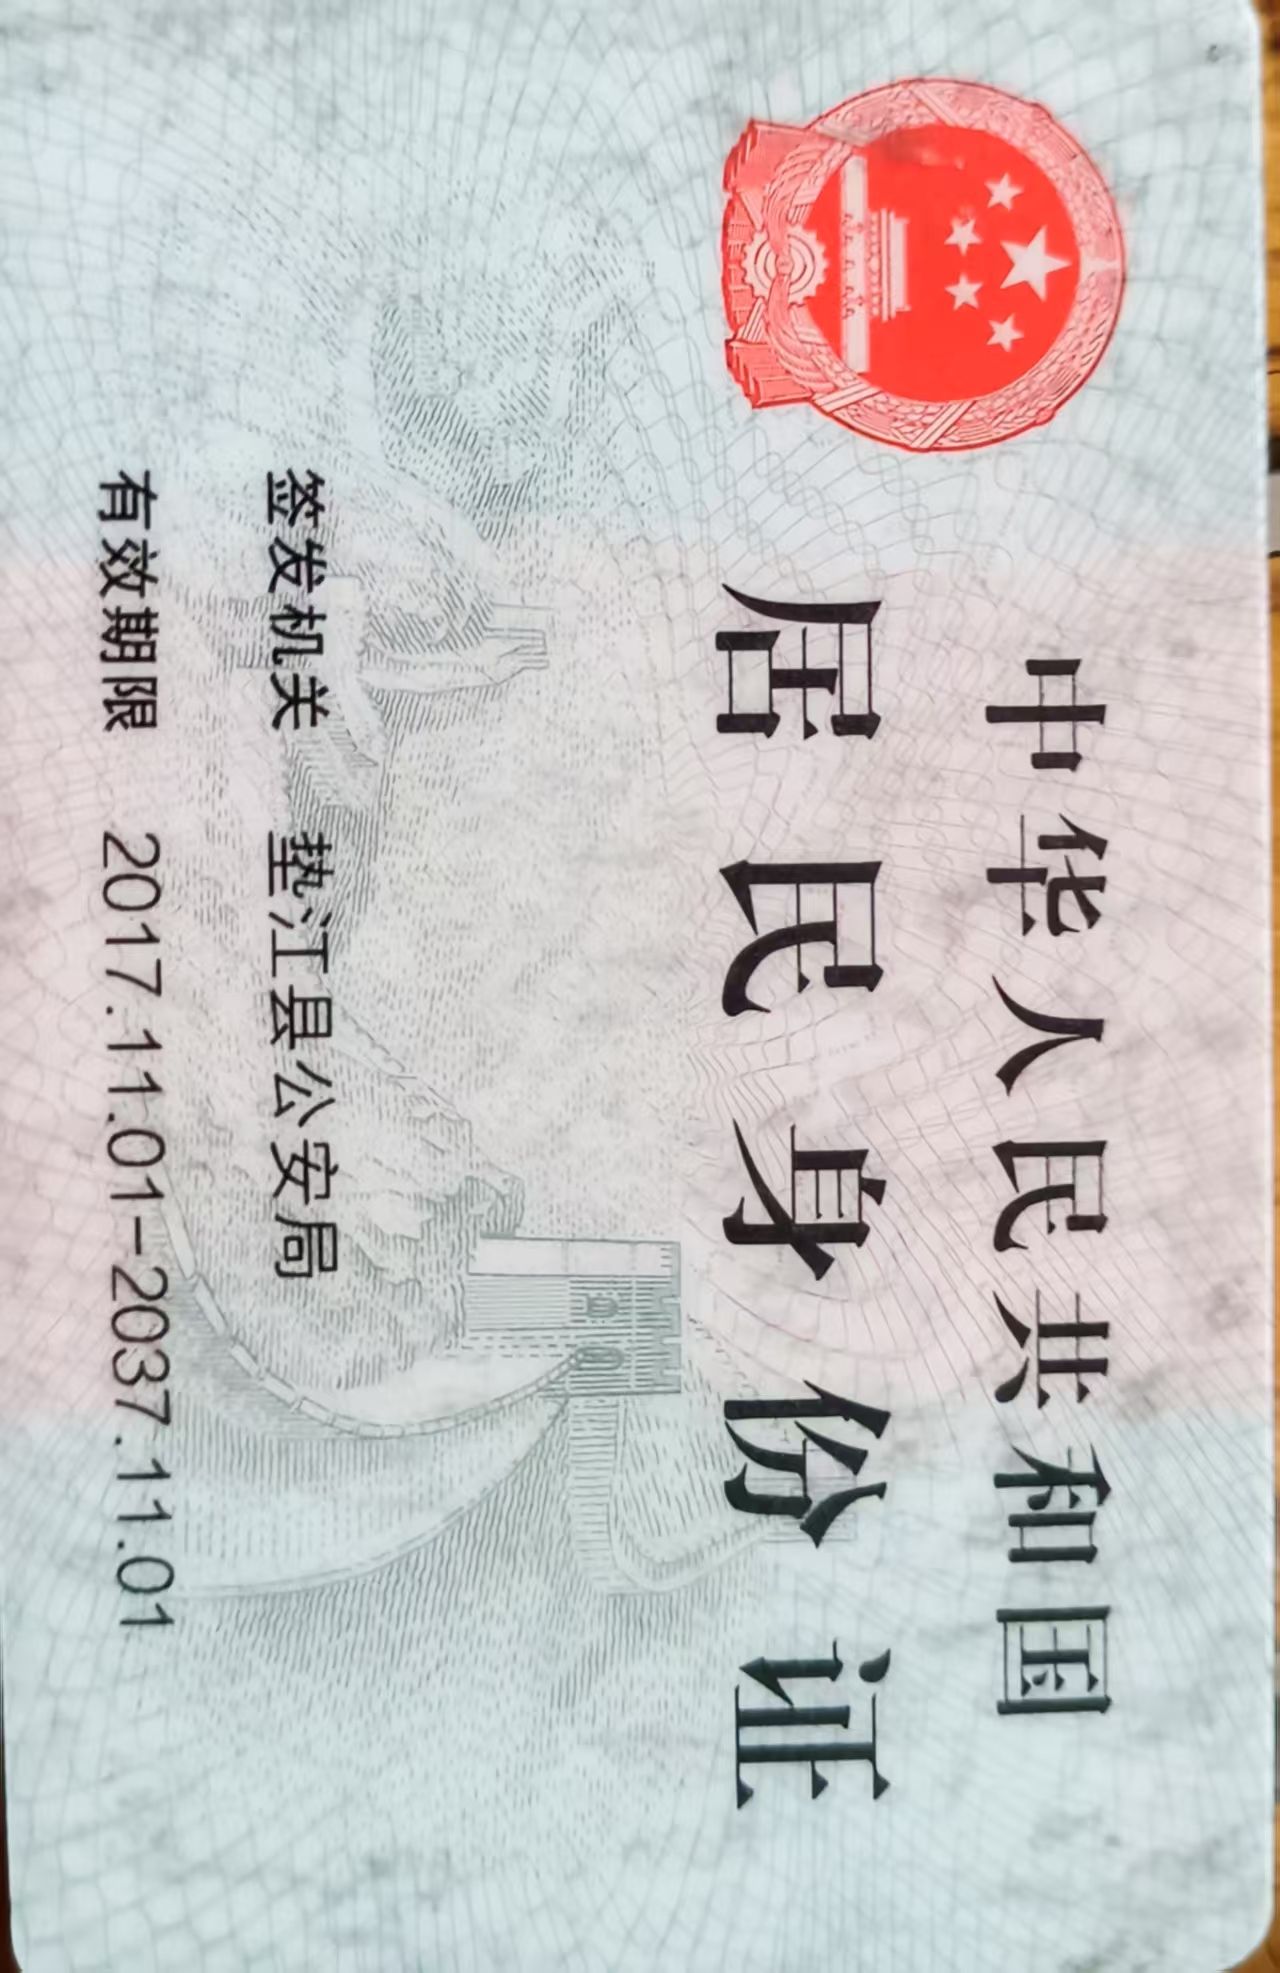 中华人民共和国
居民身份证
签发机关 垫江县公安局
有效期限 2017.11.01-2037.11.01